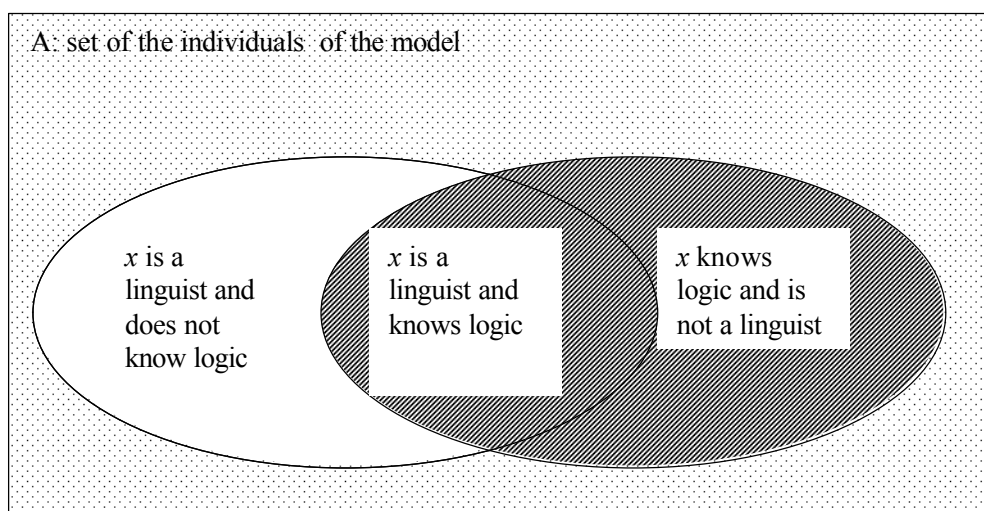 A: set of the individuals of the model
x is a
linguist and
does not
know logic
x is a
linguist and
knows logic
x knows
logic and is
not a linguist